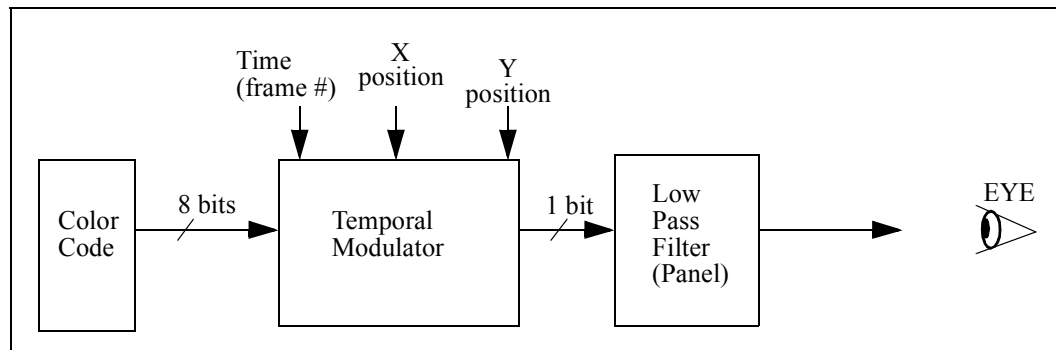 Time
(frame #)
X
position
Y
position
Color
Code
8 bits
Temporal
Modulator
1 bit
Low
Pass
Filter
(Panel)
EYE